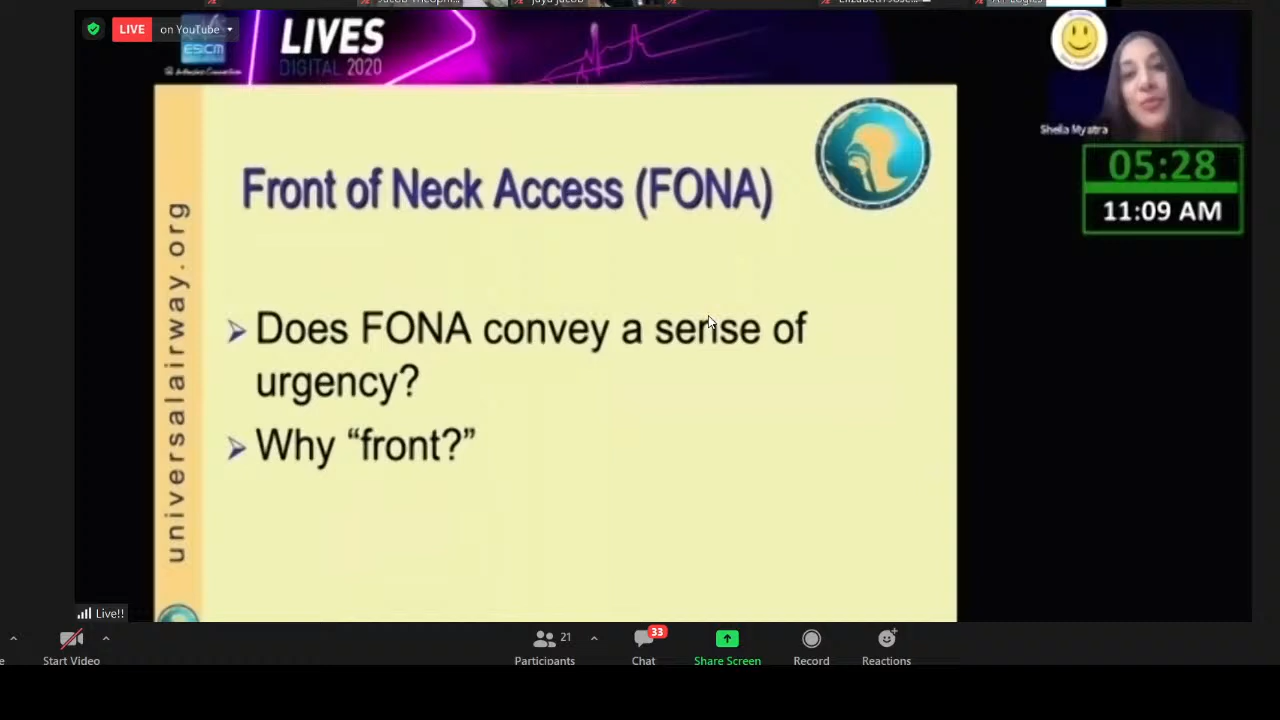 LIVE on YouTube
ESICM
LIVES
DIGITAL 2020
Sheila Myatra
05:28
11:09 AM
universalairway.org
Front of Neck Access (FONA)
Does FONA convey a sense of
urgency?
Why “front?”
Live!!
Start Video
Participants 21
Chat 33
Share Screen
Record
Reactions